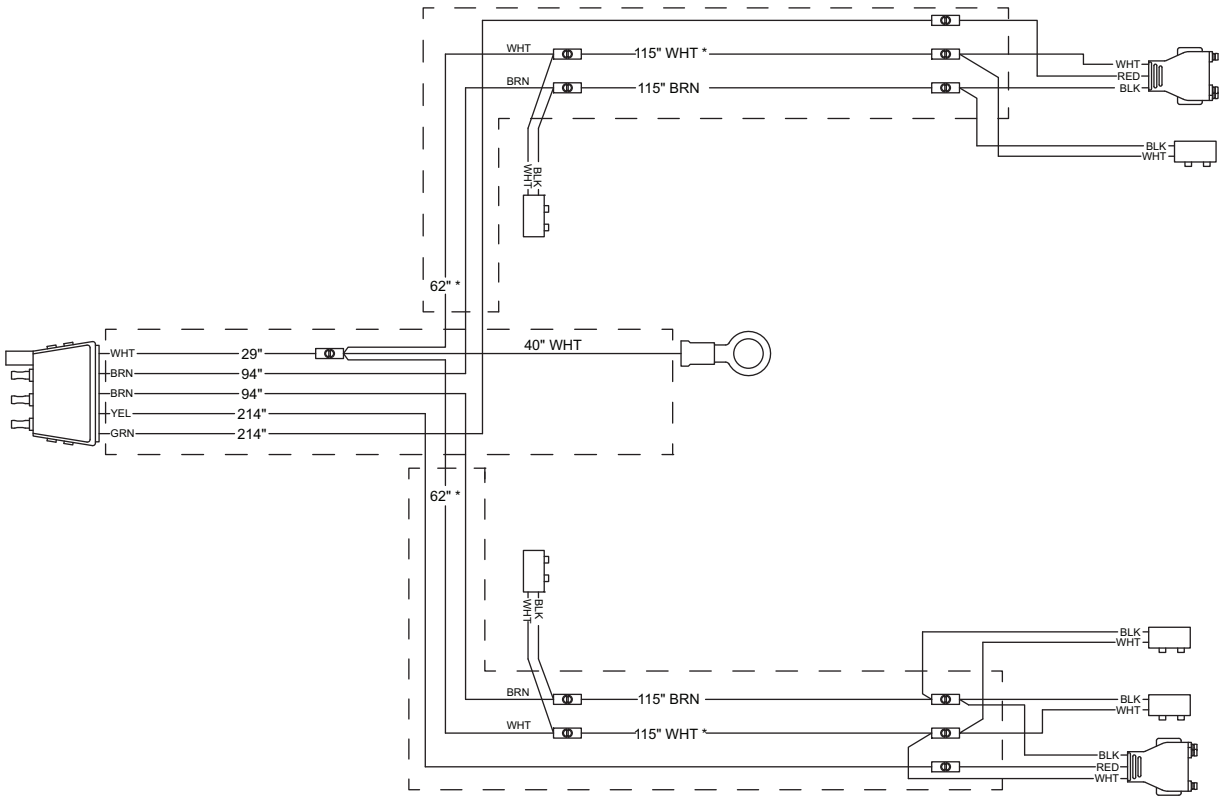 WHT
115" WHT *
WHT
RED
BLK
BRN
115" BRN
BLK
WHT
WHT
BLK
62" *
WHT
29"
40" WHT
BRN
94"
BRN
94"
YEL
214"
GRN
214"
62" *
WHT
BLK
BLK
WHT
BRN
115" BRN
BLK
WHT
WHT
115" WHT *
BLK
RED
WHT